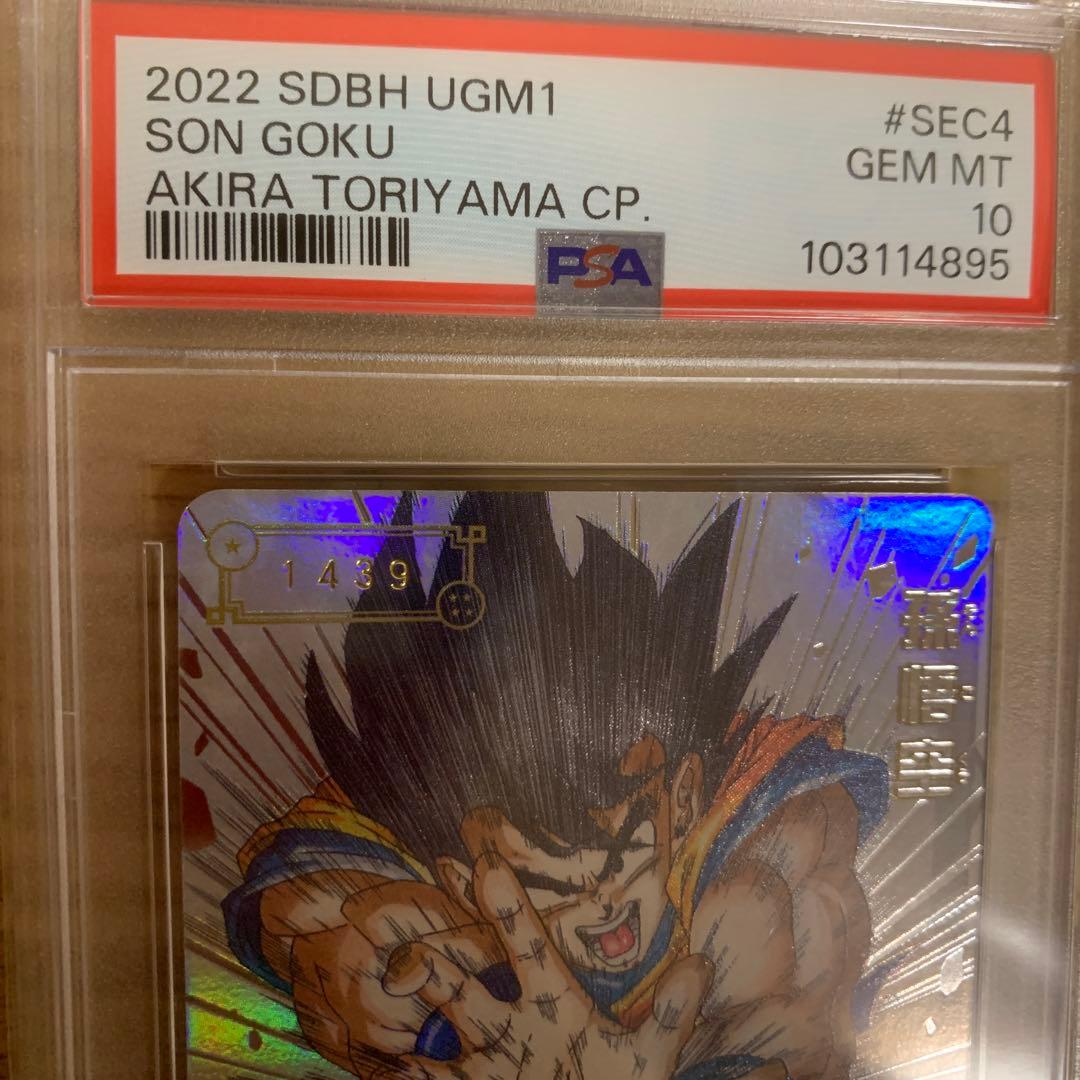 2022 SDBH UGM1
SON GOKU
AKIRA TORIYAMA CP.
#SEC4
GEM MT
10
103114895
PSA
1439
孫悟空